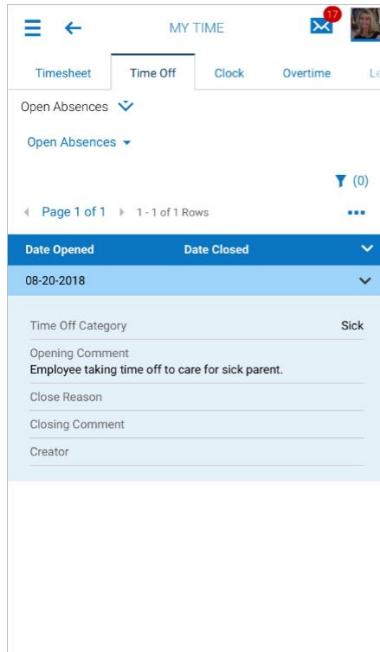 MY TIME
17
Timesheet Time Off Clock Overtime Le
Open Absences
Open Absences
(0)
Page 1 of 1 1 - 1 of 1 Rows
Date Opened Date Closed
08-20-2018
Time Off Category Sick
Opening Comment
Employee taking time off to care for sick parent.
Close Reason
Closing Comment
Creator